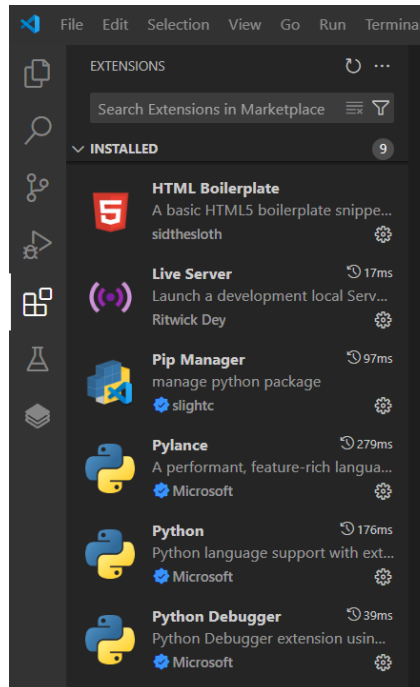 File Edit Selection View Go Run Termina
EXTENSIONS
Search Extensions in Marketplace
INSTALLED 9
HTML Boilerplate
A basic HTML5 boilerplate snippe...
sidthesloth
Live Server 17ms
Launch a development local Serv...
Ritwick Dey
Pip Manager 97ms
manage python package
slightc
Pylance 279ms
A performant, feature-rich langua...
Microsoft
Python 176ms
Python language support with ext...
Microsoft
Python Debugger 39ms
Python Debugger extension usin...
Microsoft